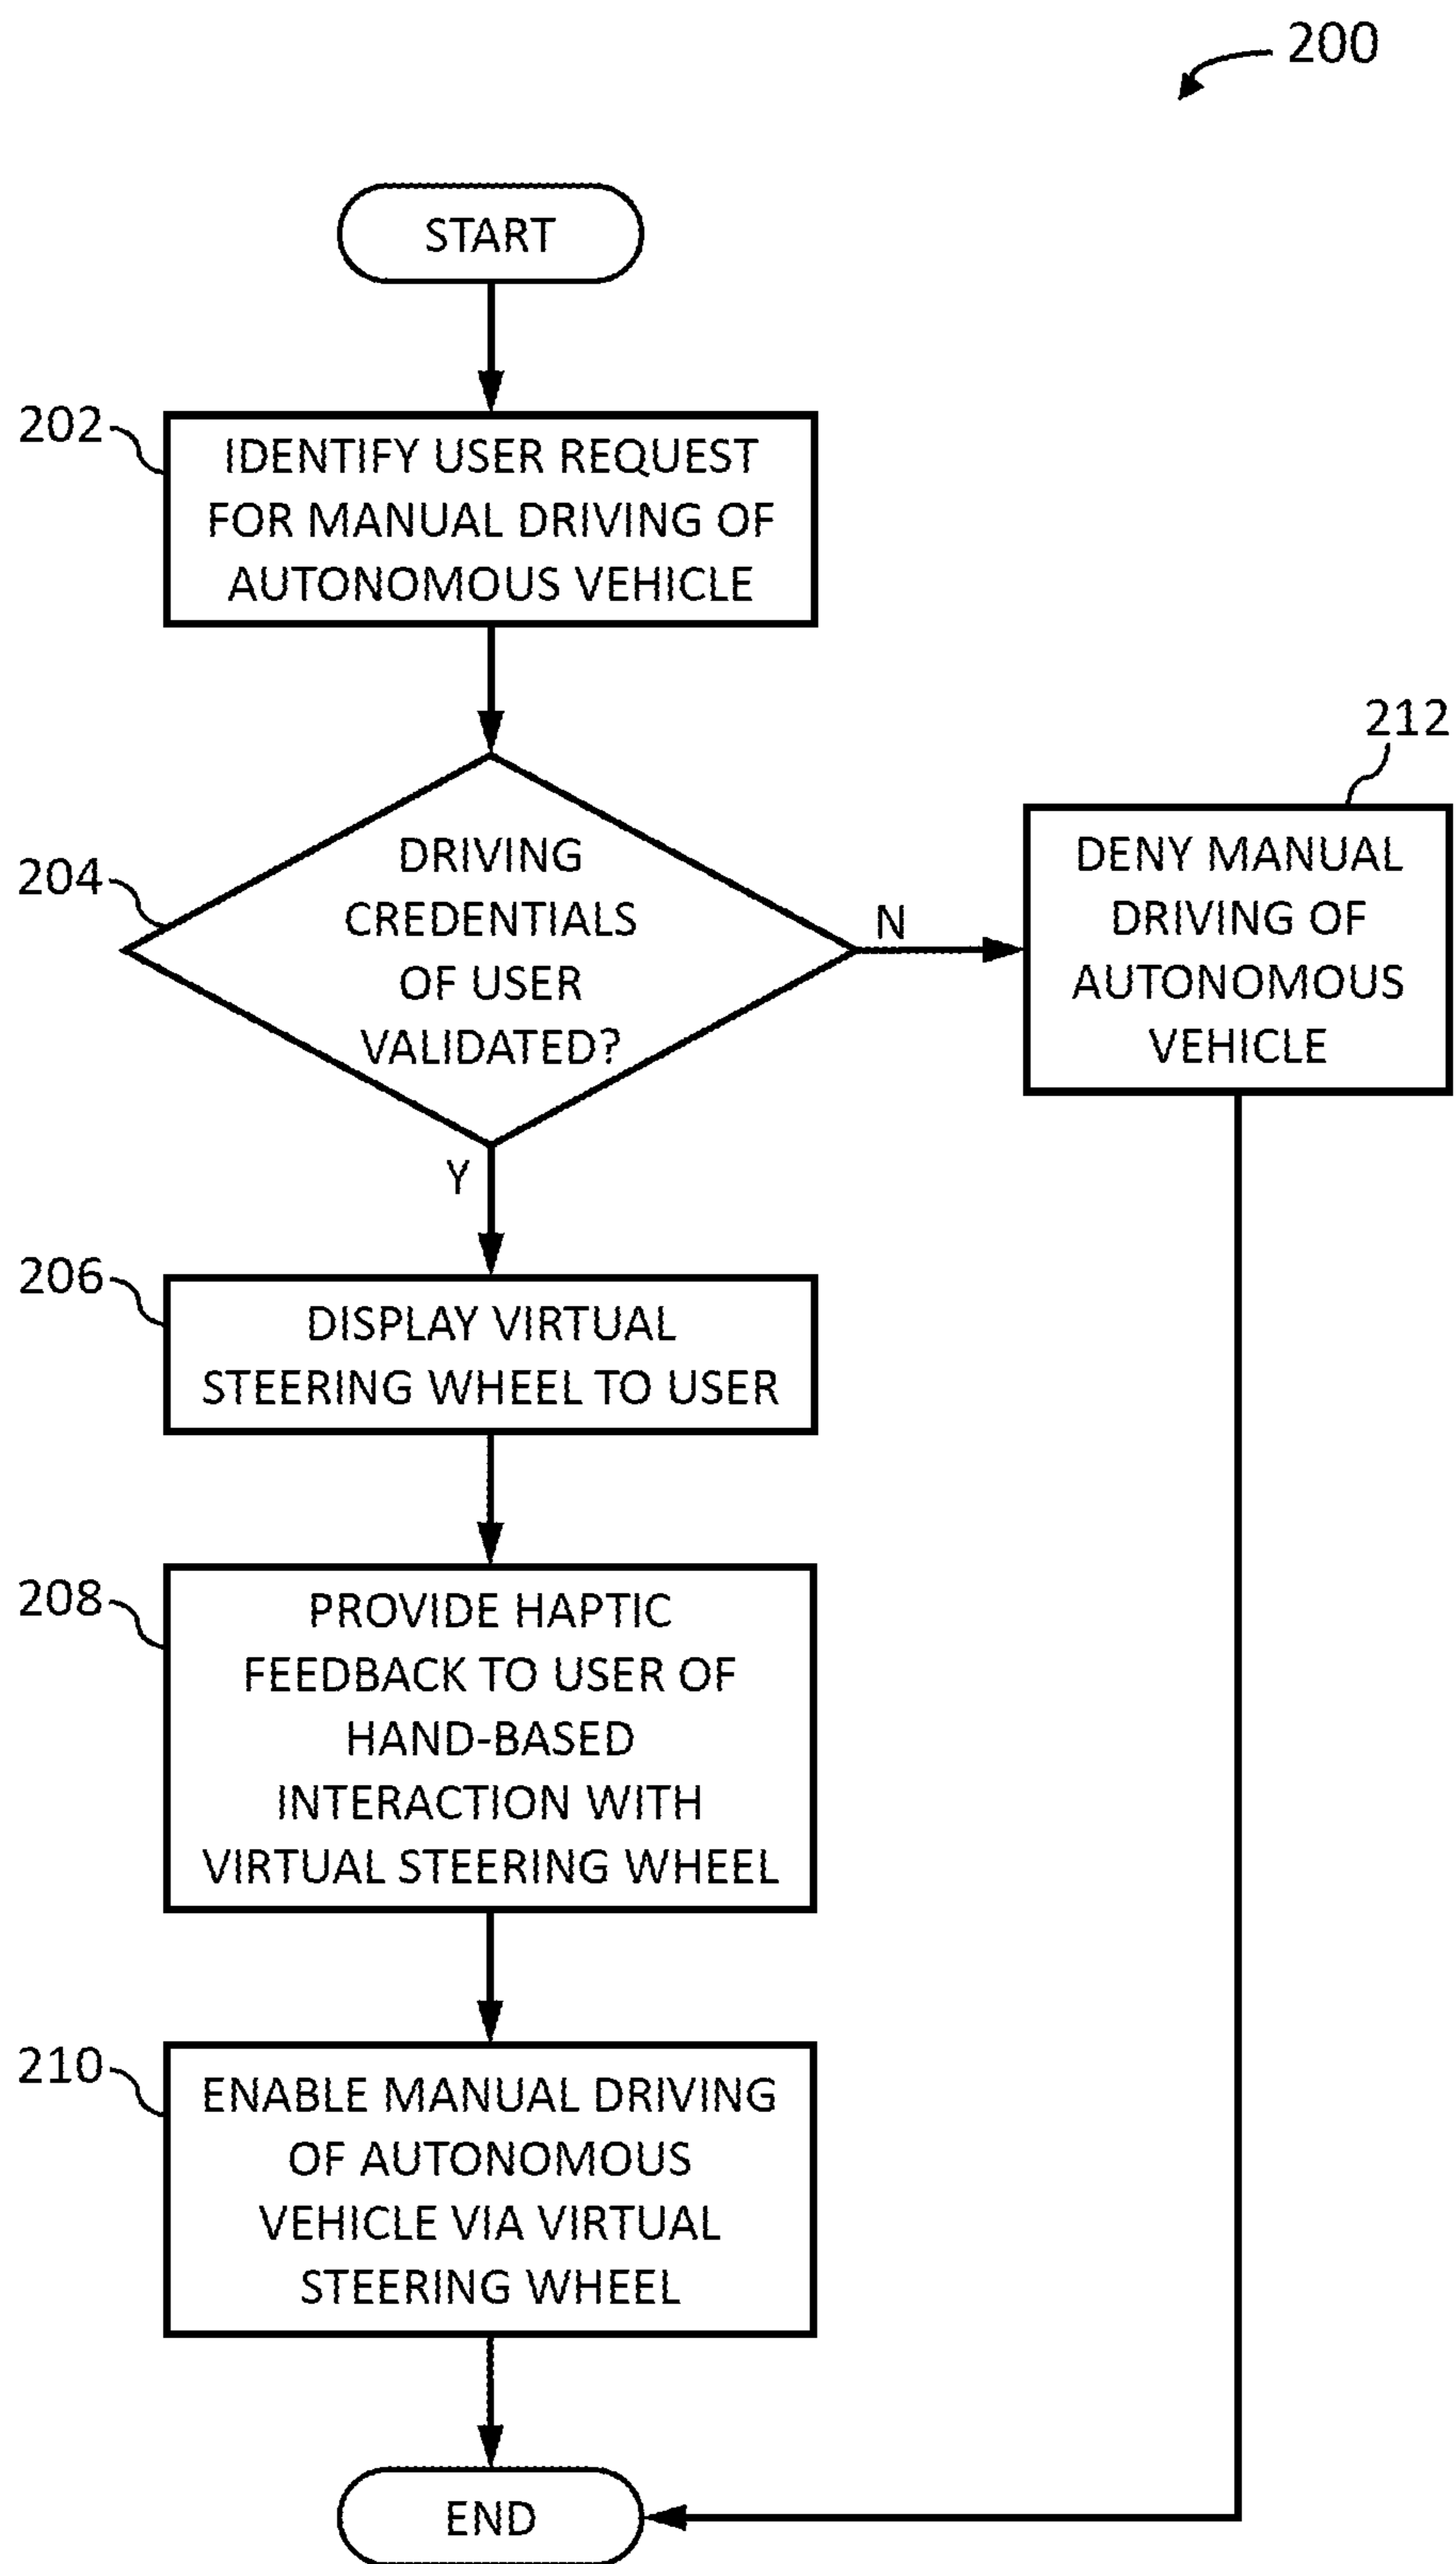 200
START
202
IDENTIFY USER REQUEST
FOR MANUAL DRIVING OF
AUTONOMOUS VEHICLE
204
DRIVING
CREDENTIALS
OF USER
VALIDATED?
N
Y
212
DENY MANUAL
DRIVING OF
AUTONOMOUS
VEHICLE
206
DISPLAY VIRTUAL
STEERING WHEEL TO USER
208
PROVIDE HAPTIC
FEEDBACK TO USER OF
HAND-BASED
INTERACTION WITH
VIRTUAL STEERING WHEEL
210
ENABLE MANUAL DRIVING
OF AUTONOMOUS
VEHICLE VIA VIRTUAL
STEERING WHEEL
END